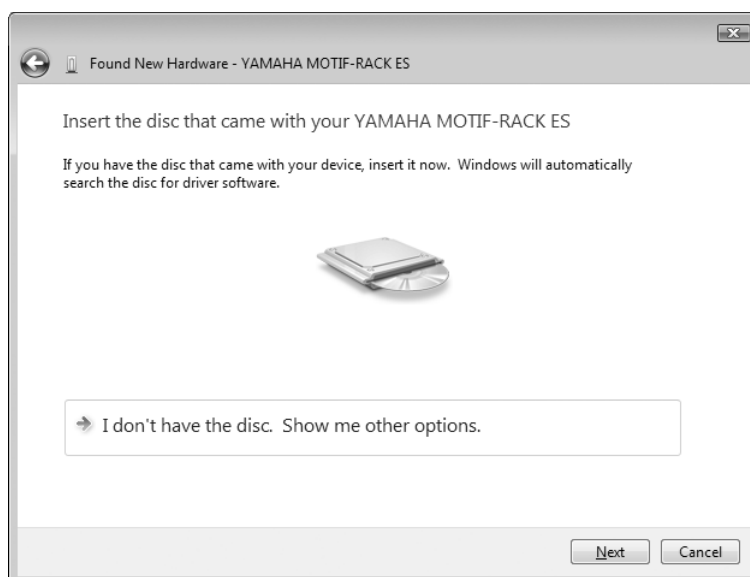 Found New Hardware - YAMAHA MOTIF-RACK ES
Insert the disc that came with your YAMAHA MOTIF-RACK ES
If you have the disc that came with your device, insert it now.  Windows will automatically
search the disc for driver software.
I don't have the disc.  Show me other options.
Next
Cancel